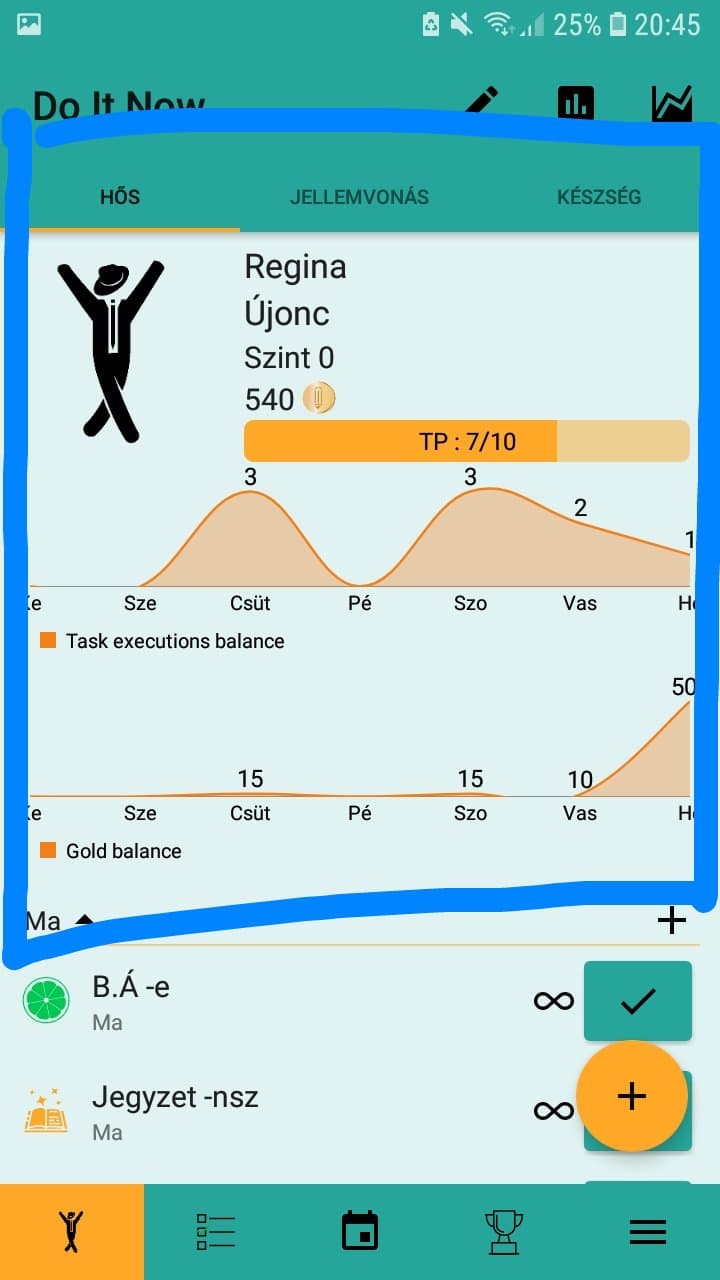 25% 20:45
Do It Now
HŐS JELLEMVONÁS KÉSZSÉG
Regina
Újonc
Szint 0
540
TP : 7/10
3 3 2 1
Sze Csüt Pé Szo Vas
Task executions balance
50
15 15 10
Sze Csüt Pé Szo Vas
Gold balance
Ma
B.Á -e
Ma
Jegyzet -nsz
Ma